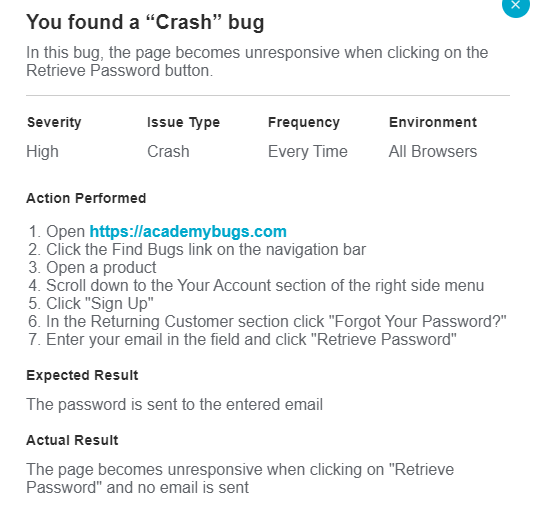 You found a “Crash” bug
In this bug, the page becomes unresponsive when clicking on the
Retrieve Password button.
Severity Issue Type Frequency Environment
High Crash Every Time All Browsers
Action Performed
1. Open https://academybugs.com
2. Click the Find Bugs link on the navigation bar
3. Open a product
4. Scroll down to the Your Account section of the right side menu
5. Click "Sign Up"
6. In the Returning Customer section click "Forgot Your Password?"
7. Enter your email in the field and click "Retrieve Password"
Expected Result
The password is sent to the entered email
Actual Result
The page becomes unresponsive when clicking on "Retrieve
Password" and no email is sent